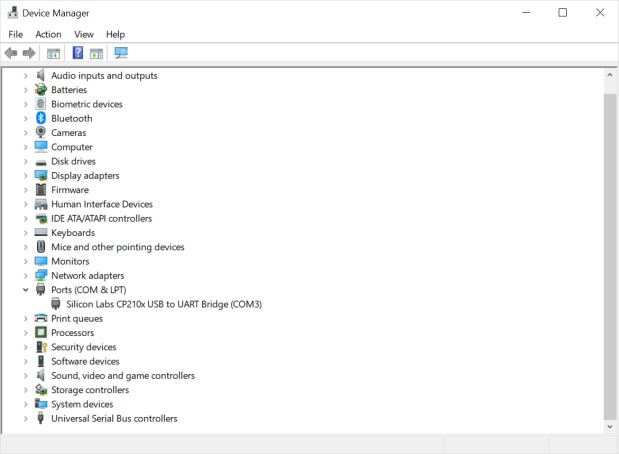 Device Manager
File Action View Help
Audio inputs and outputs
Batteries
Biometric devices
Bluetooth
Cameras
Computer
Disk drives
Display adapters
Firmware
Human Interface Devices
IDE ATA/ATAPI controllers
Keyboards
Mice and other pointing devices
Monitors
Network adapters
Ports (COM & LPT)
Silicon Labs CP210x USB to UART Bridge (COM3)
Print queues
Processors
Security devices
Software devices
Sound, video and game controllers
Storage controllers
System devices
Universal Serial Bus controllers